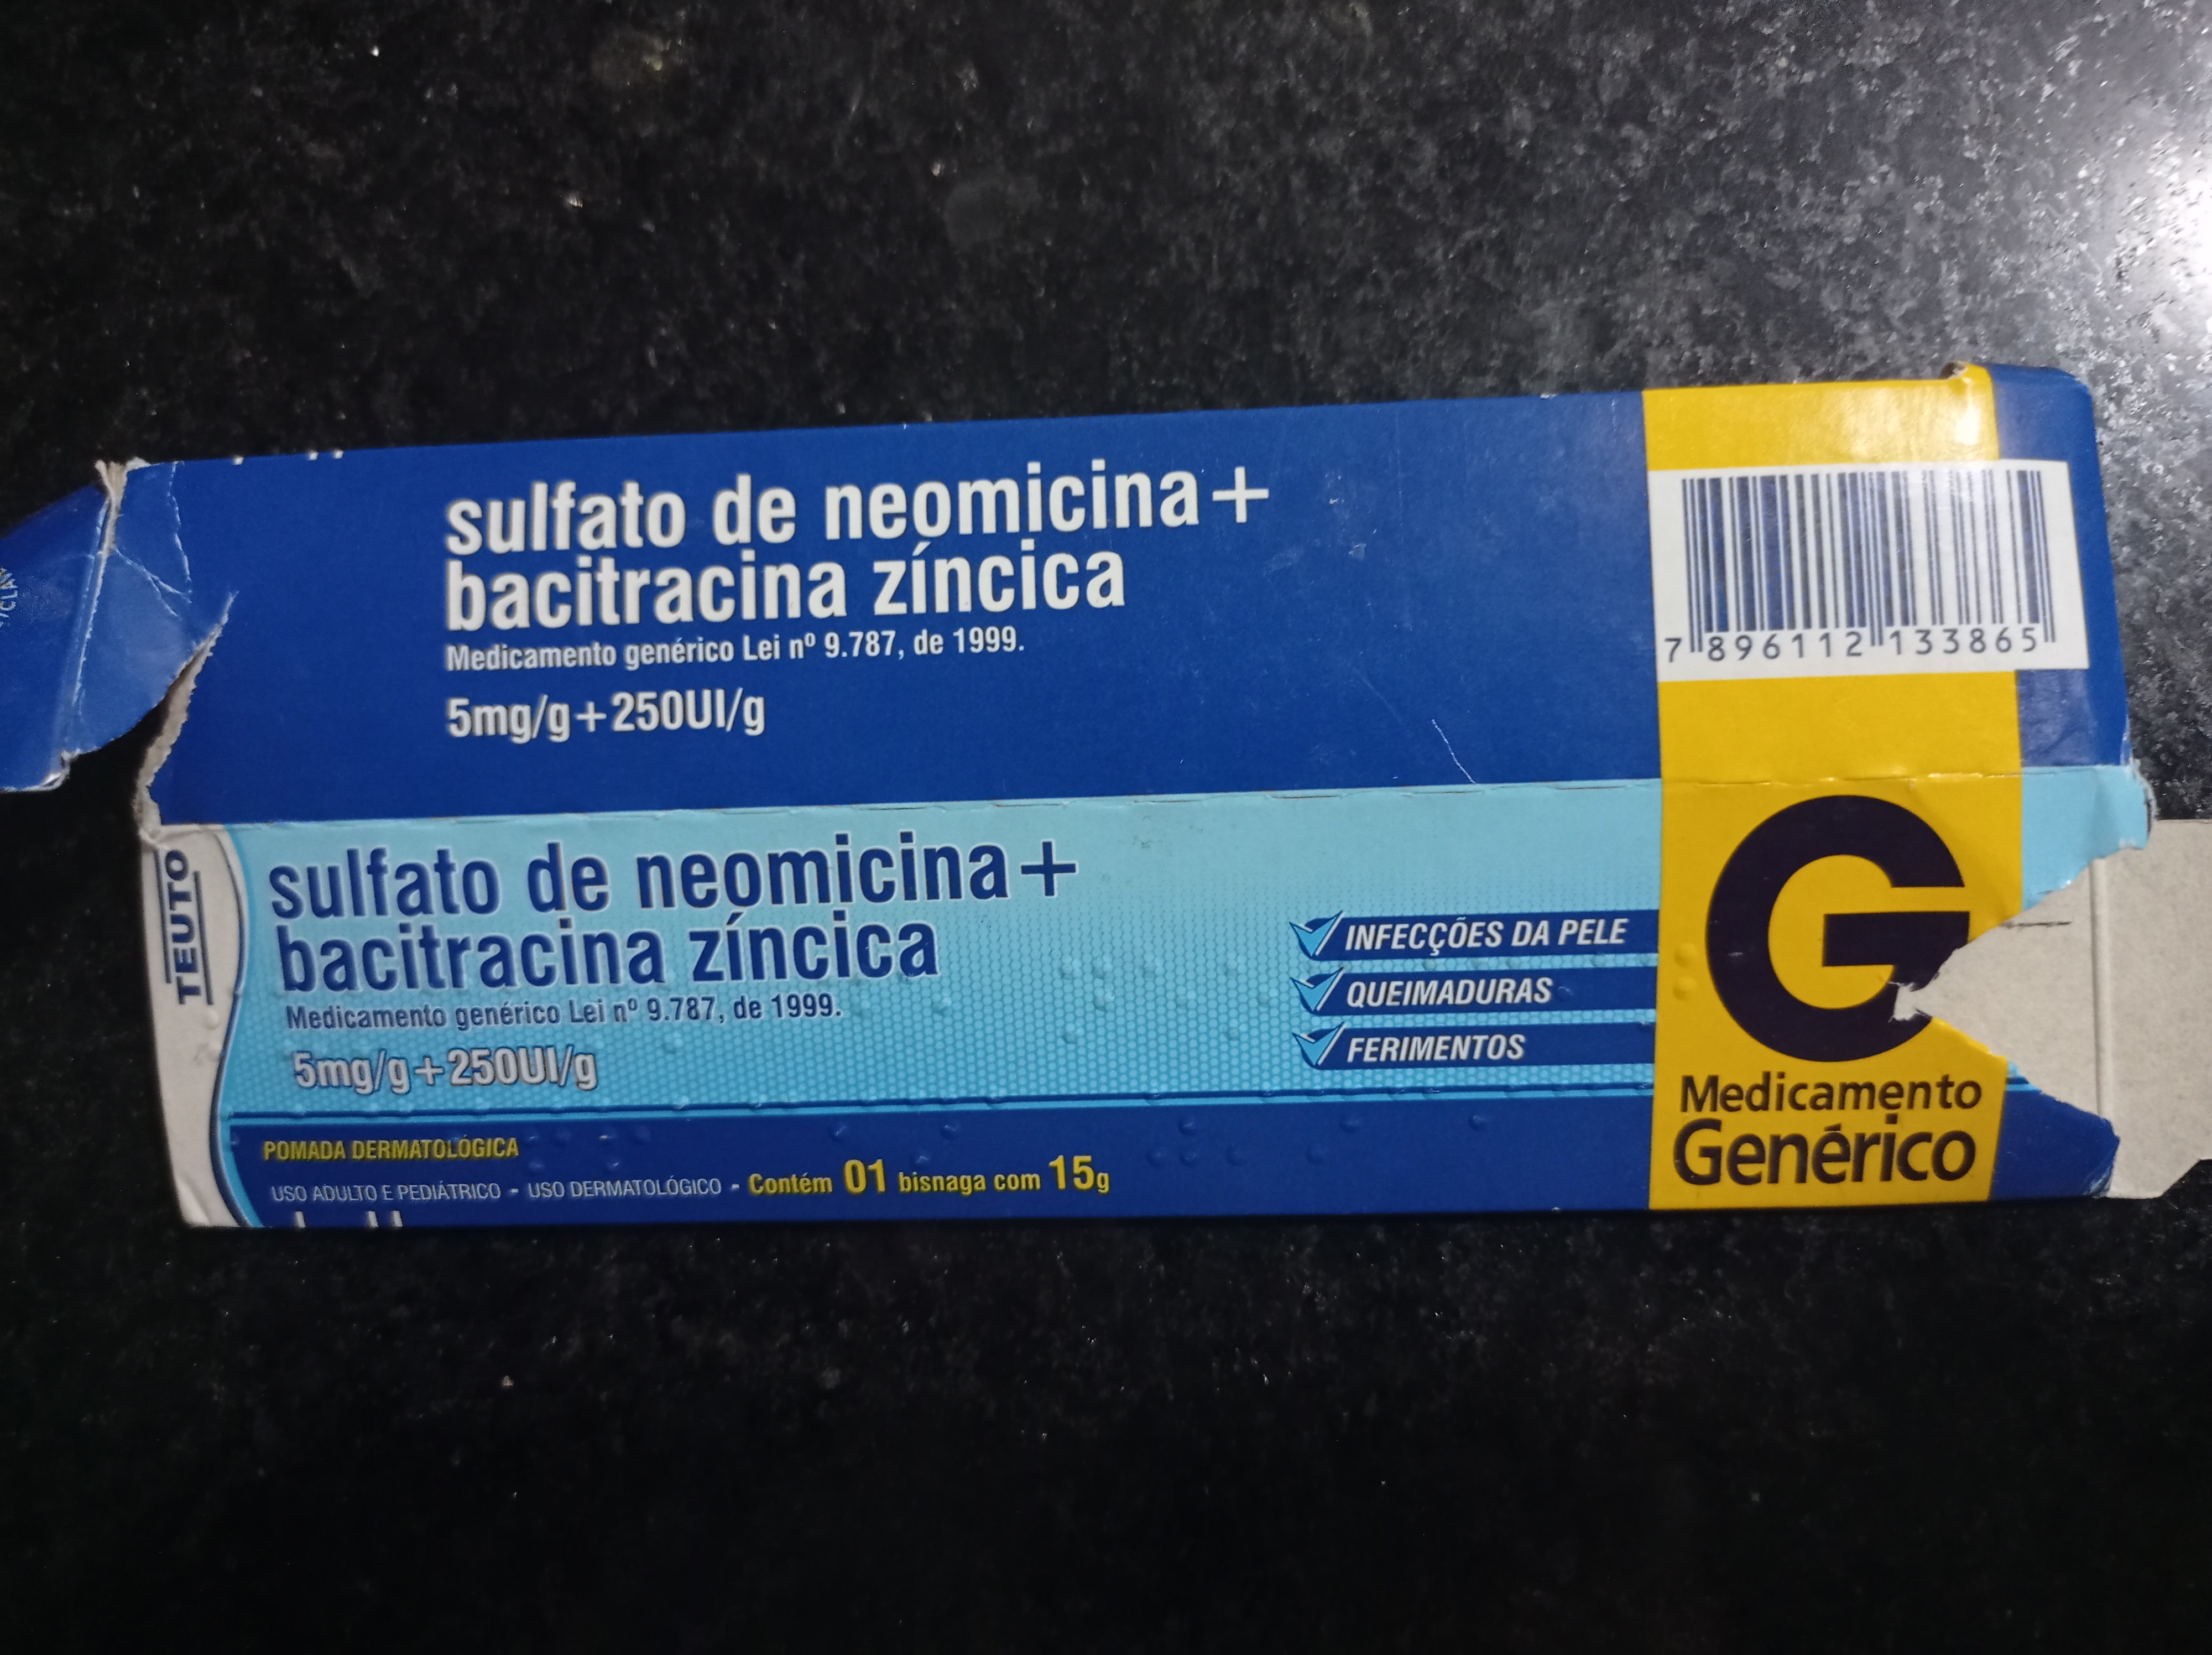 sulfato de neomicina+
bacitracina zíncica
Medicamento genérico Lei nº 9.787, de 1999.
5mg/g+250UI/g
7 896112 133865
TEUTO
sulfato de neomicina+
bacitracina zíncica
Medicamento genérico Lei nº 9.787, de 1999.
5mg/g+250UI/g
INFECÇÕES DA PELE
QUEIMADURAS
FERIMENTOS
G
Medicamento
Genérico
POMADA DERMATOLÓGICA
USO ADULTO E PEDIÁTRICO - USO DERMATOLÓGICO - Contém 01 bisnaga com 15g